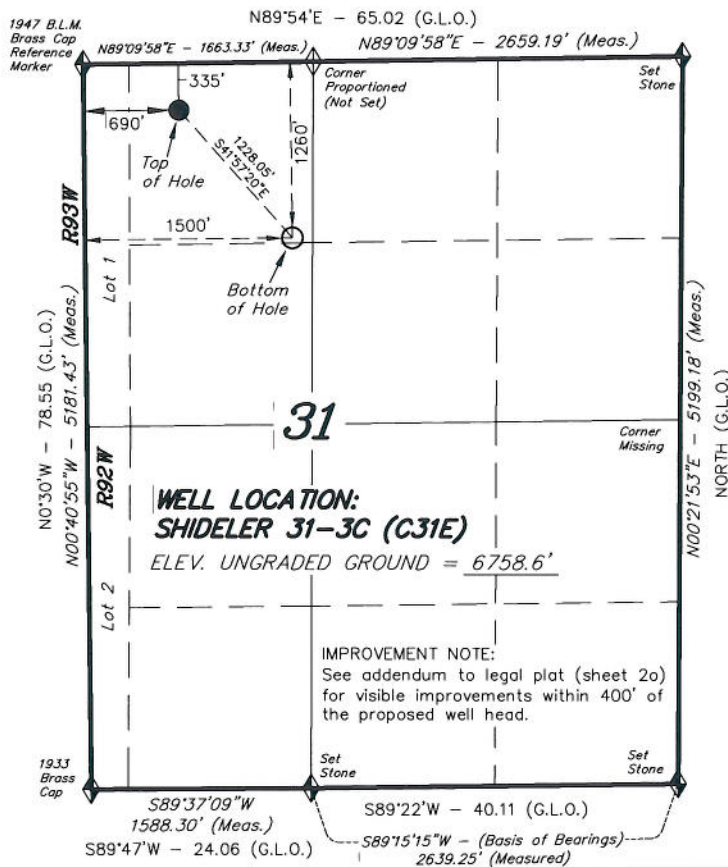 N89°54'E – 65.02 (G.L.O.)
1947 B.L.M.
Brass Cap
Reference
Marker
N89°09'58"E – 1663.33' (Meas.)
N89°09'58"E – 2659.19' (Meas.)
Corner
Proportioned
(Not Set)
Set
Stone
335'
690'
1260'
1228.05'
S41°57'20"E
Top
of Hole
1500'
Bottom
of Hole
R93W
R92W
Lot 1
N0°30'W – 78.55 (G.L.O.)
N00°40'55"W – 5181.43' (Meas.)
N00°21'53"E – 5199.18' (Meas.)
NORTH (G.L.O.)
31
Corner
Missing
WELL LOCATION:
SHIDELER 31–3C (C31E)
ELEV. UNGRADED GROUND = 6758.6'
Lot 2
IMPROVEMENT NOTE:
See addendum to legal plat (sheet 2o)
for visible improvements within 400' of
the proposed well head.
1933
Brass
Cap
Set
Stone
Set
Stone
S89°37'09"W
1588.30' (Meas.)
S89°47'W – 24.06 (G.L.O.)
S89°22'W – 40.11 (G.L.O.)
S89°15'15"W – (Basis of Bearings)
2639.25' (Measured)